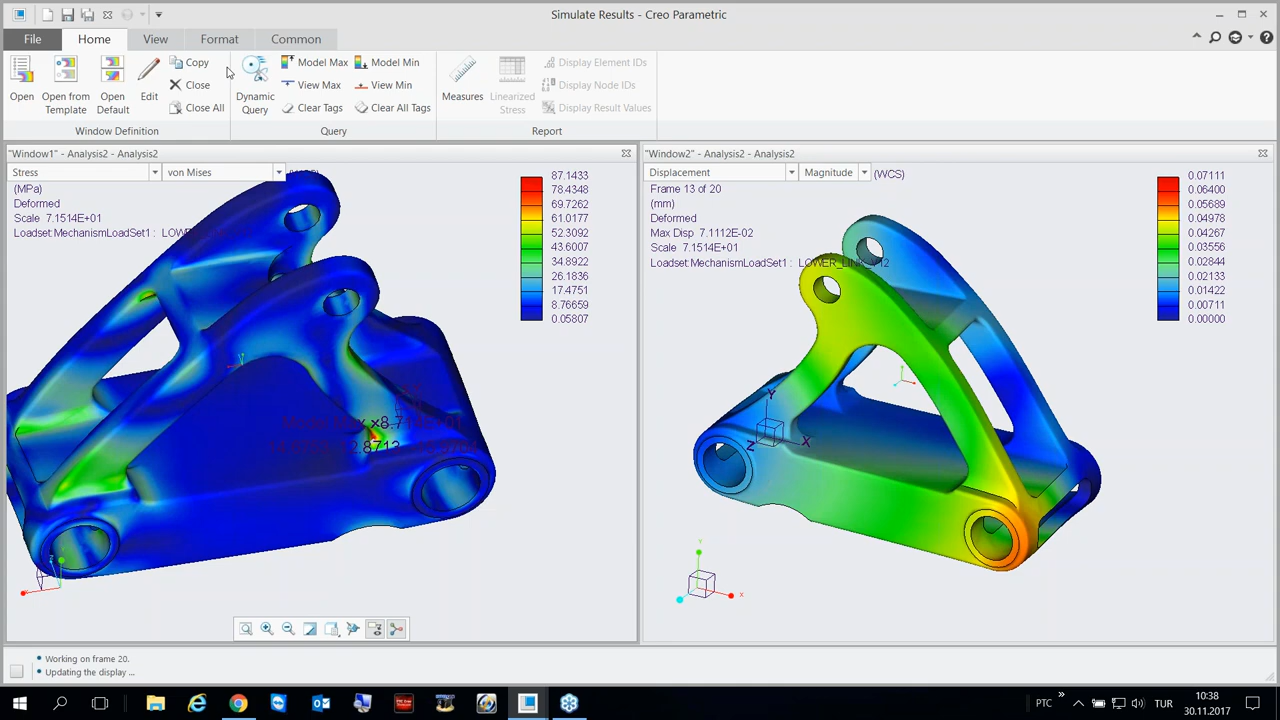 Simulate Results - Creo Parametric
File
Home
View
Format
Common
Open
Open from
Template
Open
Default
Edit
Copy
Close
Close All
Window Definition
Dynamic
Query
Model Max
View Max
Clear Tags
Model Min
View Min
Clear All Tags
Query
Measures
Linearized
Stress
Display Element IDs
Display Node IDs
Display Result Values
Report
"Window1" - Analysis2 - Analysis2
Stress
von Mises
(MPa)
Deformed
Scale 7.1514E+01
Loadset:MechanismLoadSet1 :
87.1433
78.4348
69.7262
61.0177
52.3092
43.6007
34.8922
26.1836
17.4751
8.76659
0.05807
"Window2" - Analysis2 - Analysis2
Displacement
Magnitude
(WCS)
Frame 13 of 20
(mm)
Deformed
Max Disp 7.1112E-02
Scale 7.1514E+01
Loadset:MechanismLoadSet1 : LOWER_LINK_V12
0.07111
0.06400
0.05689
0.04978
0.04267
0.03556
0.02844
0.02133
0.01422
0.00711
0.00000
Y
Z
X
Y
X
Working on frame 20.
Updating the display ...
PTC
TUR
10:38
30.11.2017